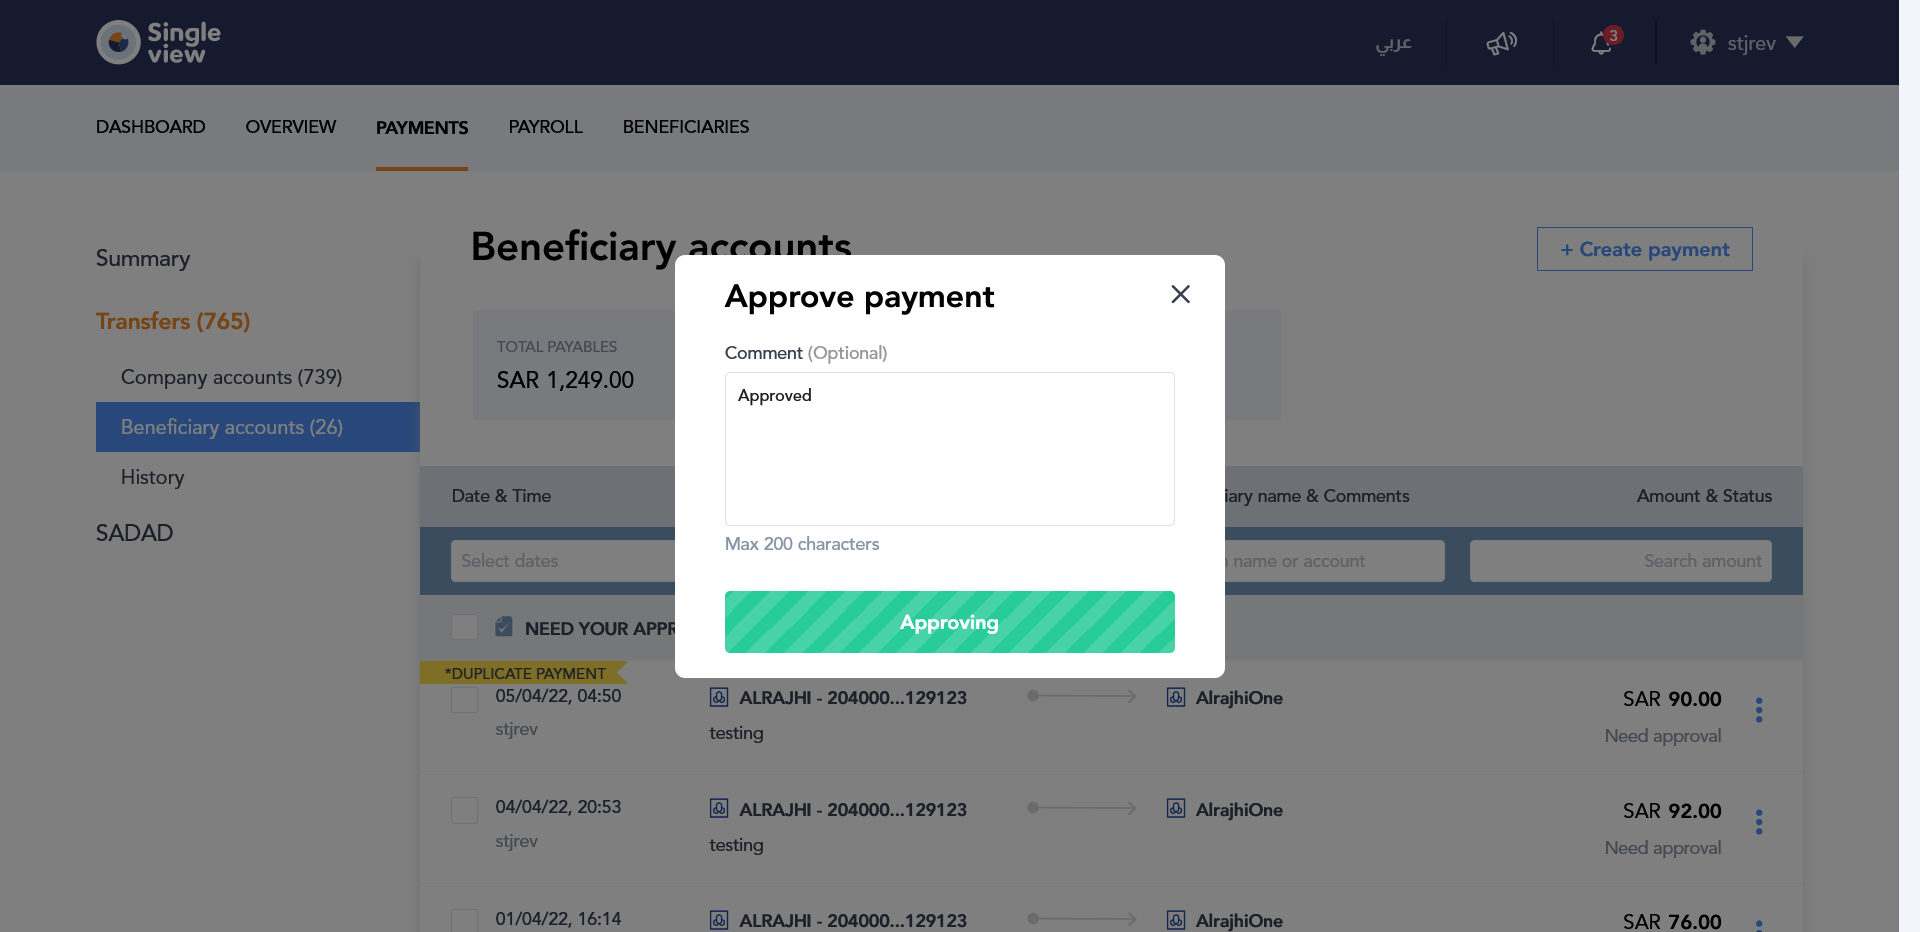 Single
view
عربي
3
stjrev
DASHBOARD
OVERVIEW
PAYMENTS
PAYROLL
BENEFICIARIES
Summary
Transfers (765)
Company accounts (739)
Beneficiary accounts (26)
History
SADAD
Beneficiary accounts
+ Create payment
TOTAL PAYABLES
SAR 1,249.00
Approve payment
Comment (Optional)
Approved
Max 200 characters
Approving
Date & Time
name & Comments
Amount & Status
Select dates
name or account
Search amount
NEED YOUR
*DUPLICATE PAYMENT
05/04/22, 04:50
stjrev
ALRAJHI - 204000...129123
testing
AlrajhiOne
SAR 90.00
Need approval
04/04/22, 20:53
stjrev
ALRAJHI - 204000...129123
testing
AlrajhiOne
SAR 92.00
Need approval
01/04/22, 16:14
ALRAJHI - 204000...129123
AlrajhiOne
SAR 76.00